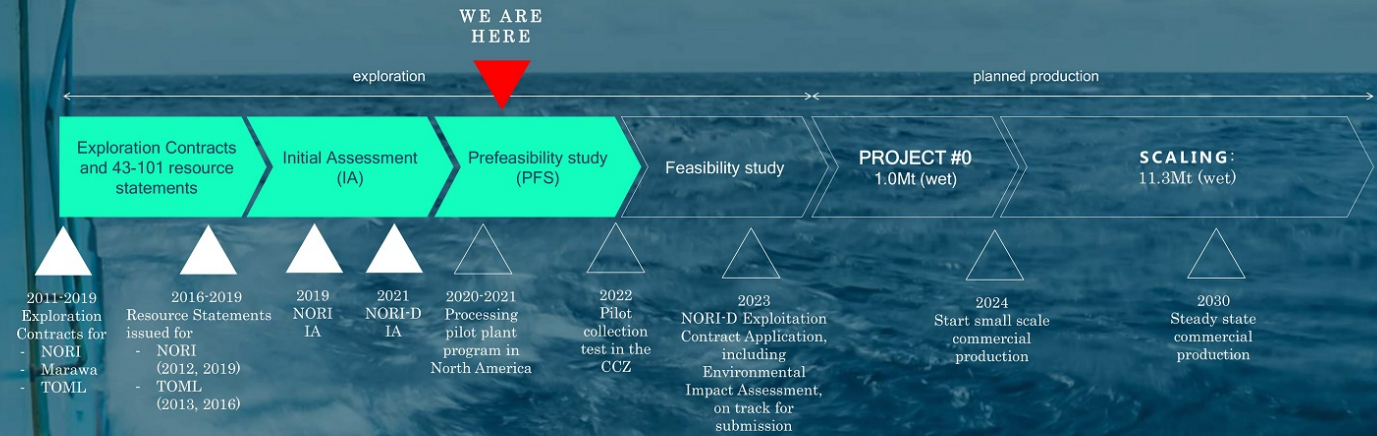 WE ARE
HERE
exploration
planned production
Exploration Contracts
and 43-101 resource
statements
Initial Assessment
(IA)
Prefeasibility study
(PFS)
Feasibility study
PROJECT #0
1.0Mt (wet)
SCALING:
11.3Mt (wet)
2011-2019
Exploration
Contracts for
- NORI
- Marawa
- TOML
2016-2019
Resource Statements
issued for
- NORI
(2012, 2019)
- TOML
(2013, 2016)
2019
NORI
IA
2021
NORI-D
IA
2020-2021
Processing
pilot plant
program in
North America
2022
Pilot
collection
test in the
CCZ
2023
NORI-D Exploitation
Contract Application,
including
Environmental
Impact Assessment,
on track for
submission
2024
Start small scale
commercial
production
2030
Steady state
commercial
production